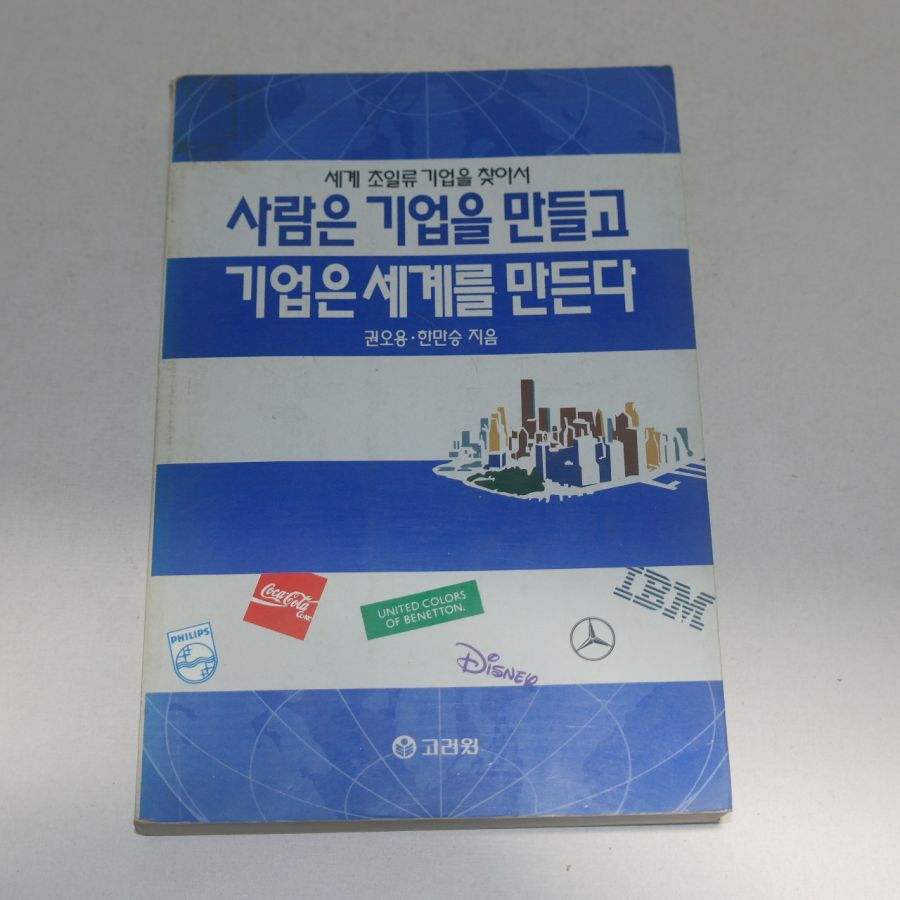 세계 초일류 기업을 찾아서
사람은 기업을 만들고
기업은 세계를 만든다
권오용·한만승 지음
PHILIPS
Coca-Cola
UNITED COLORS
OF BENETTON.
DISNEY
IBM
고려원